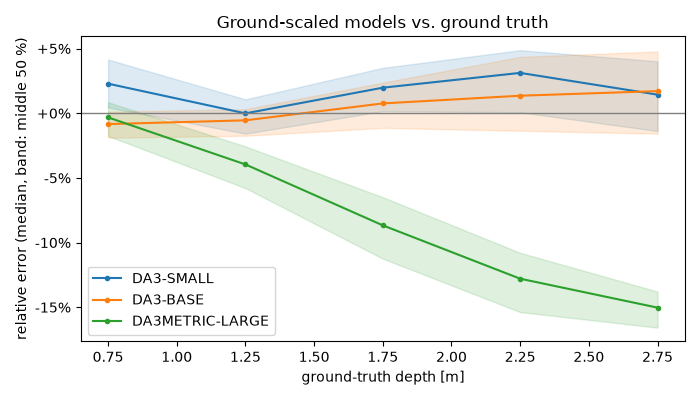 Ground-scaled models vs. ground truth
relative error (median, band: middle 50 %)
+5%
+0%
-5%
-10%
-15%
DA3-SMALL
DA3-BASE
DA3METRIC-LARGE
0.75 1.00 1.25 1.50 1.75 2.00 2.25 2.50 2.75
ground-truth depth [m]